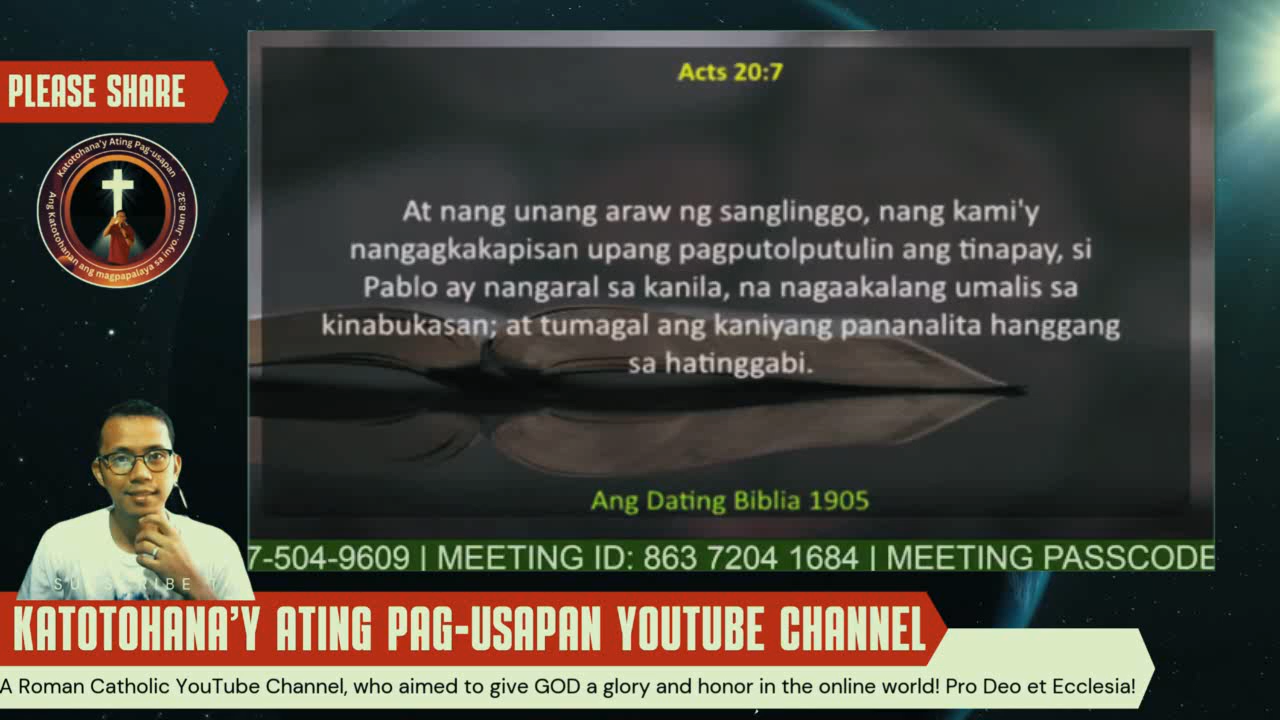 PLEASE SHARE
Katotohana'y Ating Pag-usapan
Ang Katotohanan ang magpapalaya sa inyo. Juan 8:32
Acts 20:7
At nang unang araw ng sanglinggo, nang kami'y
nangagkakapisan upang pagputolputulin ang tinapay, si
Pablo ay nangaral sa kanila, na nagaakalang umalis sa
kinabukasan; at tumagal ang kaniyang pananalita hanggang
sa hatinggabi.
Ang Dating Biblia 1905
7-504-9609 | MEETING ID: 863 7204 1684 | MEETING PASSCODE
SUBSCRIBE T
KATOTOHANA'Y ATING PAG-USAPAN YOUTUBE CHANNEL
A Roman Catholic YouTube Channel, who aimed to give GOD a glory and honor in the online world! Pro Deo et Ecclesia!